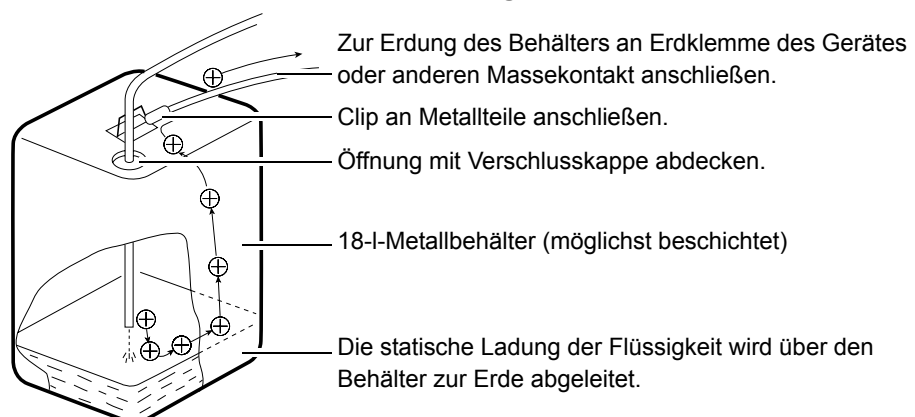 Zur Erdung des Behälters an Erdklemme des Gerätes
oder anderen Massekontakt anschließen.
Clip an Metallteile anschließen.
Öffnung mit Verschlusskappe abdecken.
18-l-Metallbehälter (möglichst beschichtet)
Die statische Ladung der Flüssigkeit wird über den
Behälter zur Erde abgeleitet.